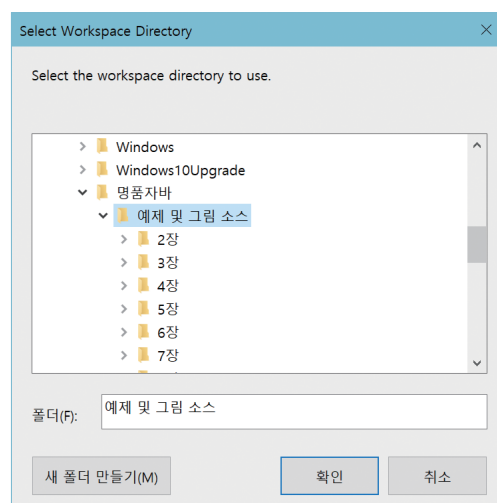 Select Workspace Directory
Select the workspace directory to use.
Windows
Windows10Upgrade
명품자바
예제 및 그림 소스
2장
3장
4장
5장
6장
7장
폴더(F): 예제 및 그림 소스
새 폴더 만들기(M) 확인 취소